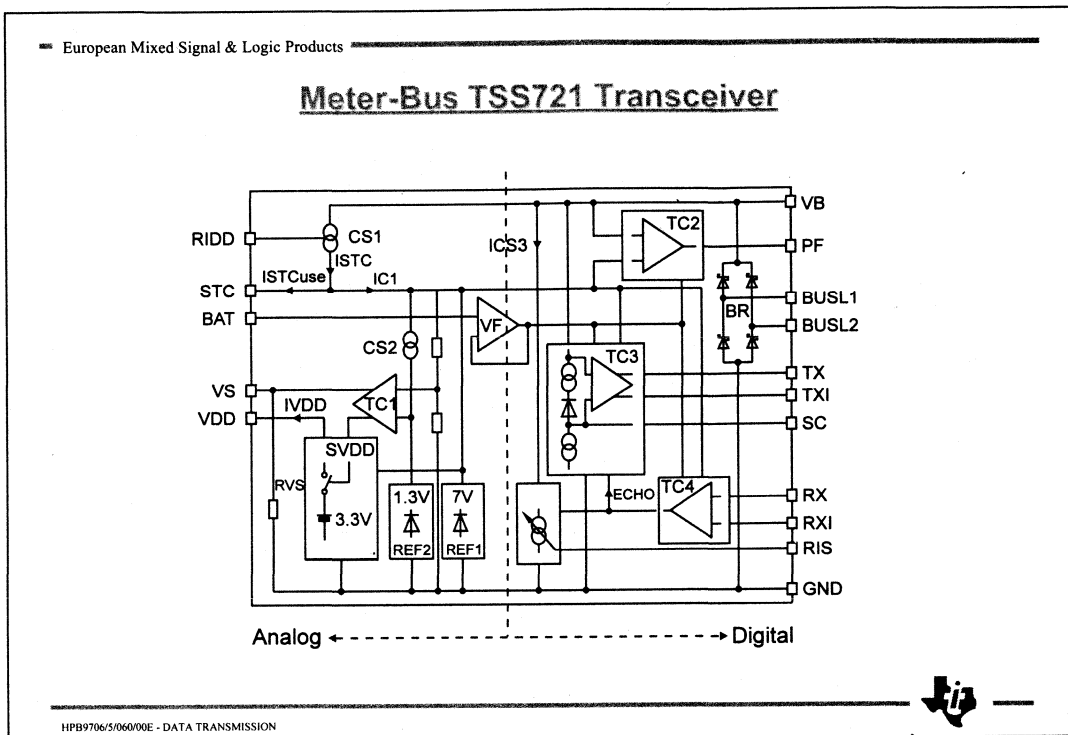 European Mixed Signal & Logic Products
Meter-Bus TSS721 Transceiver
VB
TC2
RIDD
CS1
ICS3
PF
ISTC
ISTCuse
IC1
STC
BUSL1
BR
BAT
VF
BUSL2
CS2
TC3
TX
VS
TC1
TXI
IVDD
VDD
SC
SVDD
RVS
1.3V
7V
ECHO
TC4
RX
3.3V
RXI
REF2
REF1
RIS
GND
Analog
Digital
HPB9706/5/060/00E - DATA TRANSMISSION